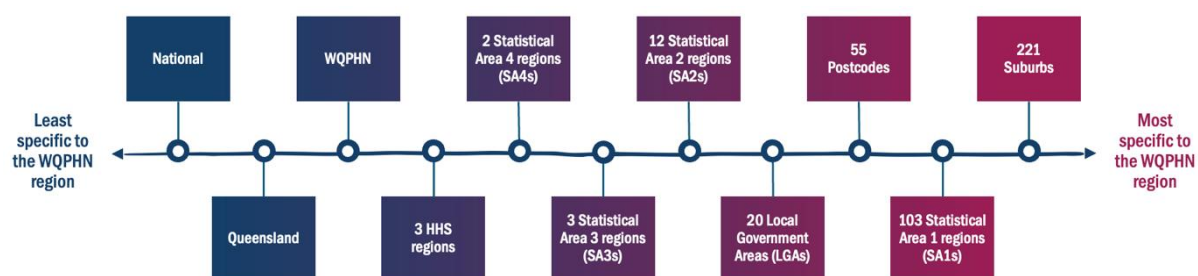 Least
specific to
the WQPHN
region
National
Queensland
WQPHN
3 HHS
regions
2 Statistical
Area 4 regions
(SA4s)
3 Statistical
Area 3 regions
(SA3s)
12 Statistical
Area 2 regions
(SA2s)
20 Local
Government
Areas (LGAs)
55
Postcodes
103 Statistical
Area 1 regions
(SA1s)
221
Suburbs
Most
specific to
the WQPHN
region